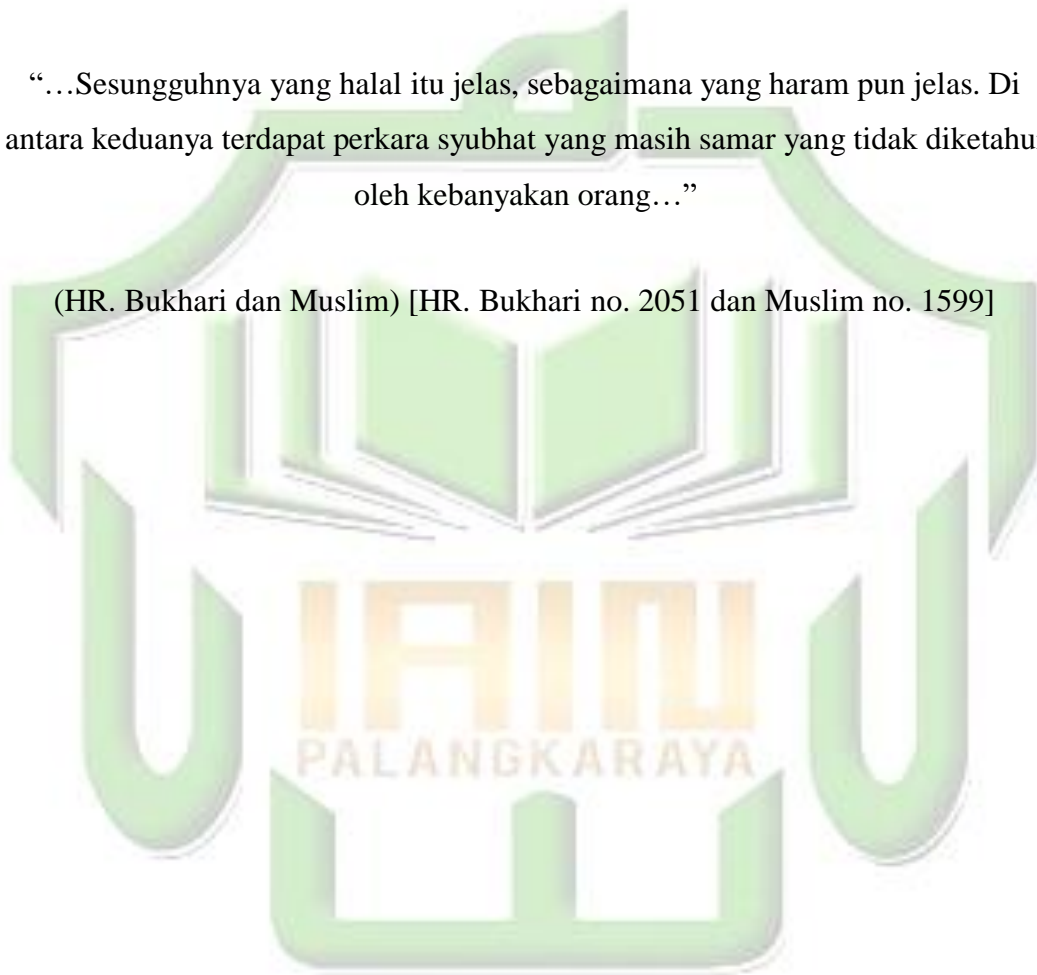 “…Sesungguhnya yang halal itu jelas, sebagaimana yang haram pun jelas. Di
antara keduanya terdapat perkara syubhat yang masih samar yang tidak diketahu
oleh kebanyakan orang…”
(HR. Bukhari dan Muslim) [HR. Bukhari no. 2051 dan Muslim no. 1599]
IAIN
PALANGKARAYA